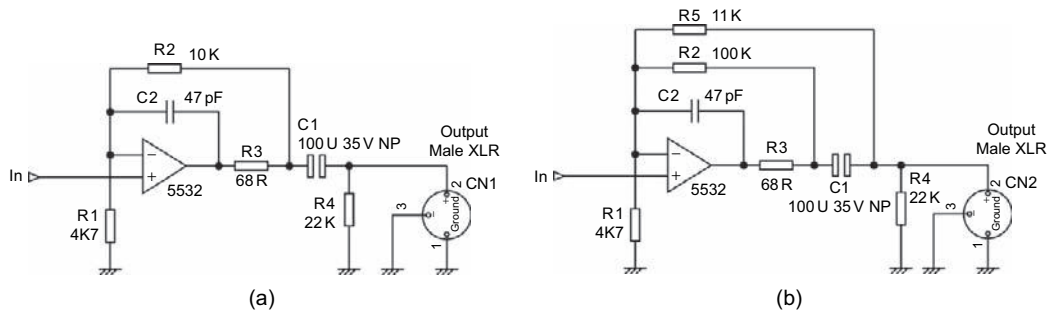 R2 10K
C2 47pF
C1
100U 35V NP
Output
Male XLR
In
−
+
5532
R3
68R
2
CN1
R1
4K7
R4
22K
3
+
−
Ground
1
(a)
R5 11K
R2 100K
C2 47pF
Output
Male XLR
In
−
+
5532
R3
68R
C1
100U 35V NP
2
CN2
R1
4K7
R4
22K
3
+
−
Ground
1
(b)